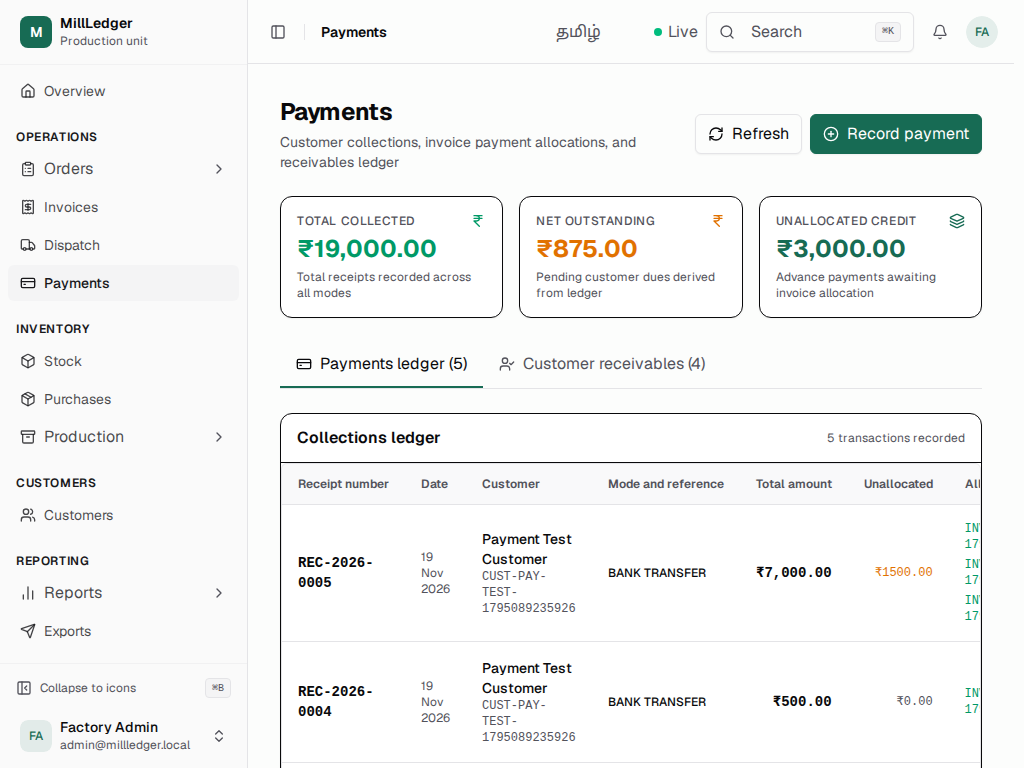 M
MillLedger
Production unit
Overview
OPERATIONS
Orders
Invoices
Dispatch
Payments
INVENTORY
Stock
Purchases
Production
CUSTOMERS
Customers
REPORTING
Reports
Exports
Collapse to icons
⌘B
FA
Factory Admin
admin@millledger.local
Payments
தமிழ்
Live
Search
⌘K
FA
Payments
Customer collections, invoice payment allocations, and
receivables ledger
Refresh
Record payment
TOTAL COLLECTED
₹
₹19,000.00
Total receipts recorded across
all modes
NET OUTSTANDING
₹
₹875.00
Pending customer dues derived
from ledger
UNALLOCATED CREDIT
₹3,000.00
Advance payments awaiting
invoice allocation
Payments ledger (5)
Customer receivables (4)
Collections ledger
5 transactions recorded
Receipt number
Date
Customer
Mode and reference
Total amount
Unallocated
REC-2026-
0005
19
Nov
2026
Payment Test
Customer
CUST-PAY-
TEST-
1795089235926
BANK TRANSFER
₹7,000.00
₹1500.00
17
17
17
REC-2026-
0004
19
Nov
2026
Payment Test
Customer
CUST-PAY-
TEST-
1795089235926
BANK TRANSFER
₹500.00
₹0.00
17